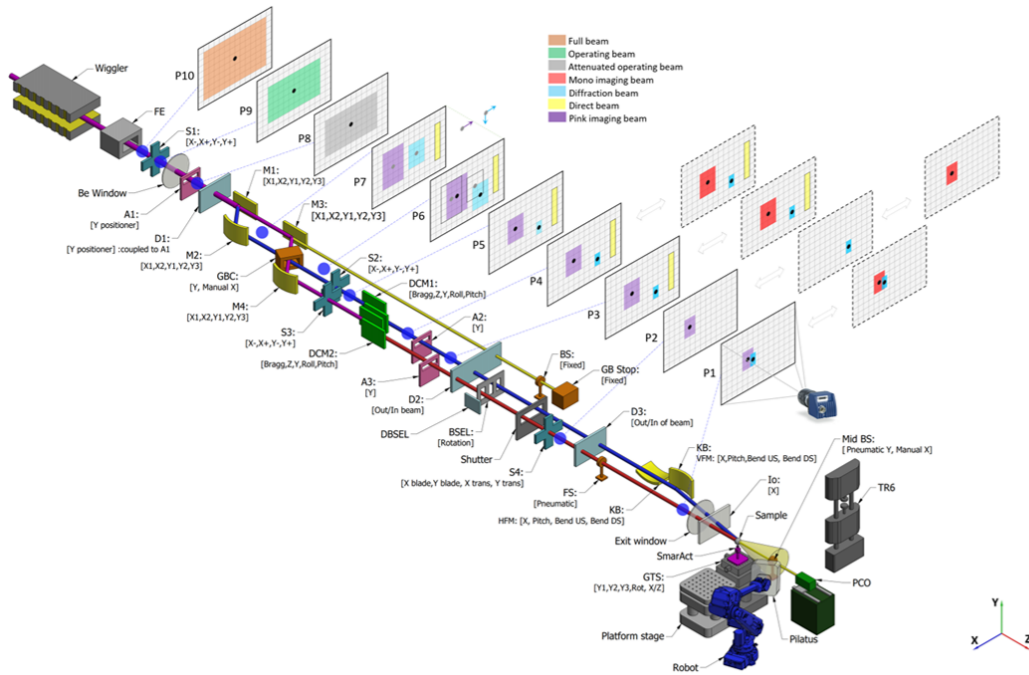 Full beam
Operating beam
Attenuated operating beam
Mono imaging beam
Diffraction beam
Direct beam
Pink imaging beam
Wiggler
FE
S1:
[X-,X+,Y-,Y+]
P10
P9
P8
P7
P6
P5
P4
P3
P2
P1
Be Window
A1:
[Y positioner]
D1:
[Y positioner] :coupled to A1
M1:
[X1,X2,Y1,Y2,Y3]
M3:
[X1,X2,Y1,Y2,Y3]
M2:
[X1,X2,Y1,Y2,Y3]
GBC:
[Y, Manual X]
M4:
[X1,X2,Y1,Y2,Y3]
S2:
[X-,X+,Y-,Y+]
S3:
[X-,X+,Y-,Y+]
DCM1:
[Bragg,Z,Y,Roll,Pitch]
DCM2:
[Bragg,Z,Y,Roll,Pitch]
A2:
[Y]
A3:
[Y]
BS:
[Fixed]
GB Stop:
[Fixed]
D2:
[Out/In beam]
DBSEL:
BSEL:
[Rotation]
Shutter
S4:
[X blade,Y blade, X trans, Y trans]
D3:
[Out/In of beam]
FS:
[Pneumatic]
KB:
VFM: [X,Pitch,Bend US, Bend DS]
KB:
HFM: [X, Pitch, Bend US, Bend DS]
Mid BS:
[Pneumatic Y, Manual X]
Io:
[X]
TR6
Exit window
Sample
SmarAct
GTS:
[Y1,Y2,Y3,Rot, X/Z]
PCO
Platform stage
Pilatus
Robot
Y
X
Z